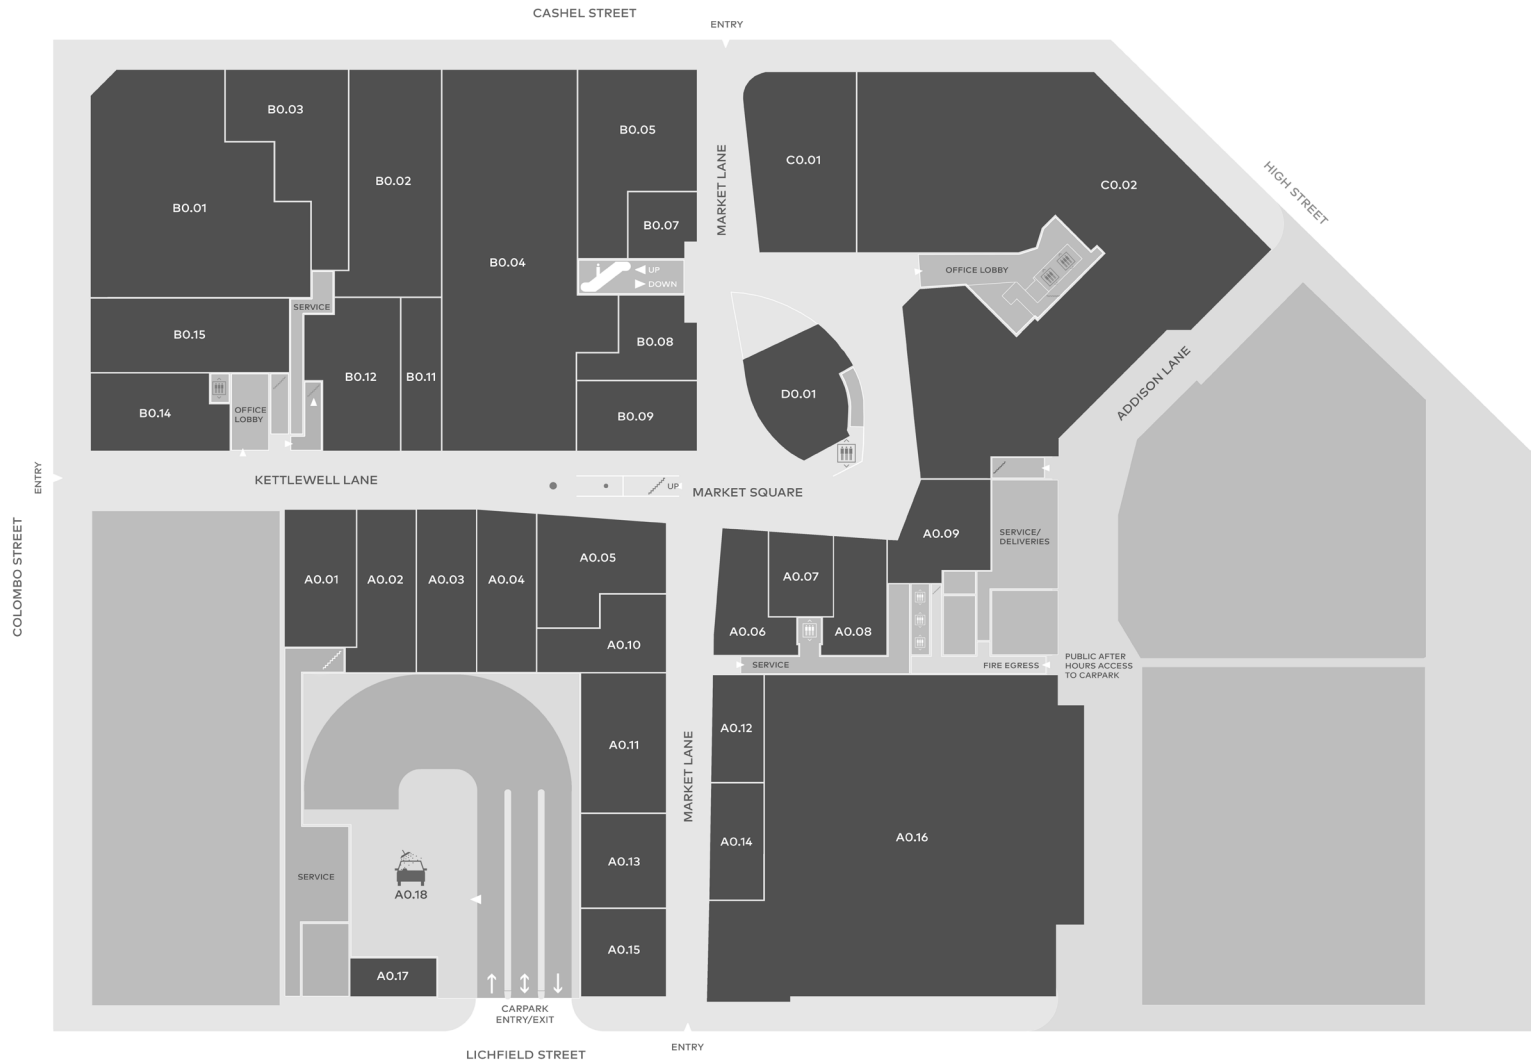 CASHEL STREET
ENTRY
B0.03
B0.05
C0.01
MARKET LANE
B0.02
C0.02
HIGH STREET
B0.01
B0.07
B0.04
UP
DOWN
OFFICE LOBBY
SERVICE
B0.15
B0.08
B0.12
B0.11
ADDISON LANE
D0.01
B0.14
OFFICE
LOBBY
B0.09
ENTRY
KETTLEWELL LANE
UP
MARKET SQUARE
COLOMBO STREET
A0.09
SERVICE/
DELIVERIES
A0.05
A0.01
A0.02
A0.03
A0.04
A0.07
A0.06
A0.08
A0.10
SERVICE
FIRE EGRESS
PUBLIC AFTER
HOURS ACCESS
TO CARPARK
A0.12
A0.11
MARKET LANE
A0.16
A0.14
A0.13
SERVICE
A0.18
A0.15
A0.17
CARPARK
ENTRY/EXIT
ENTRY
LICHFIELD STREET